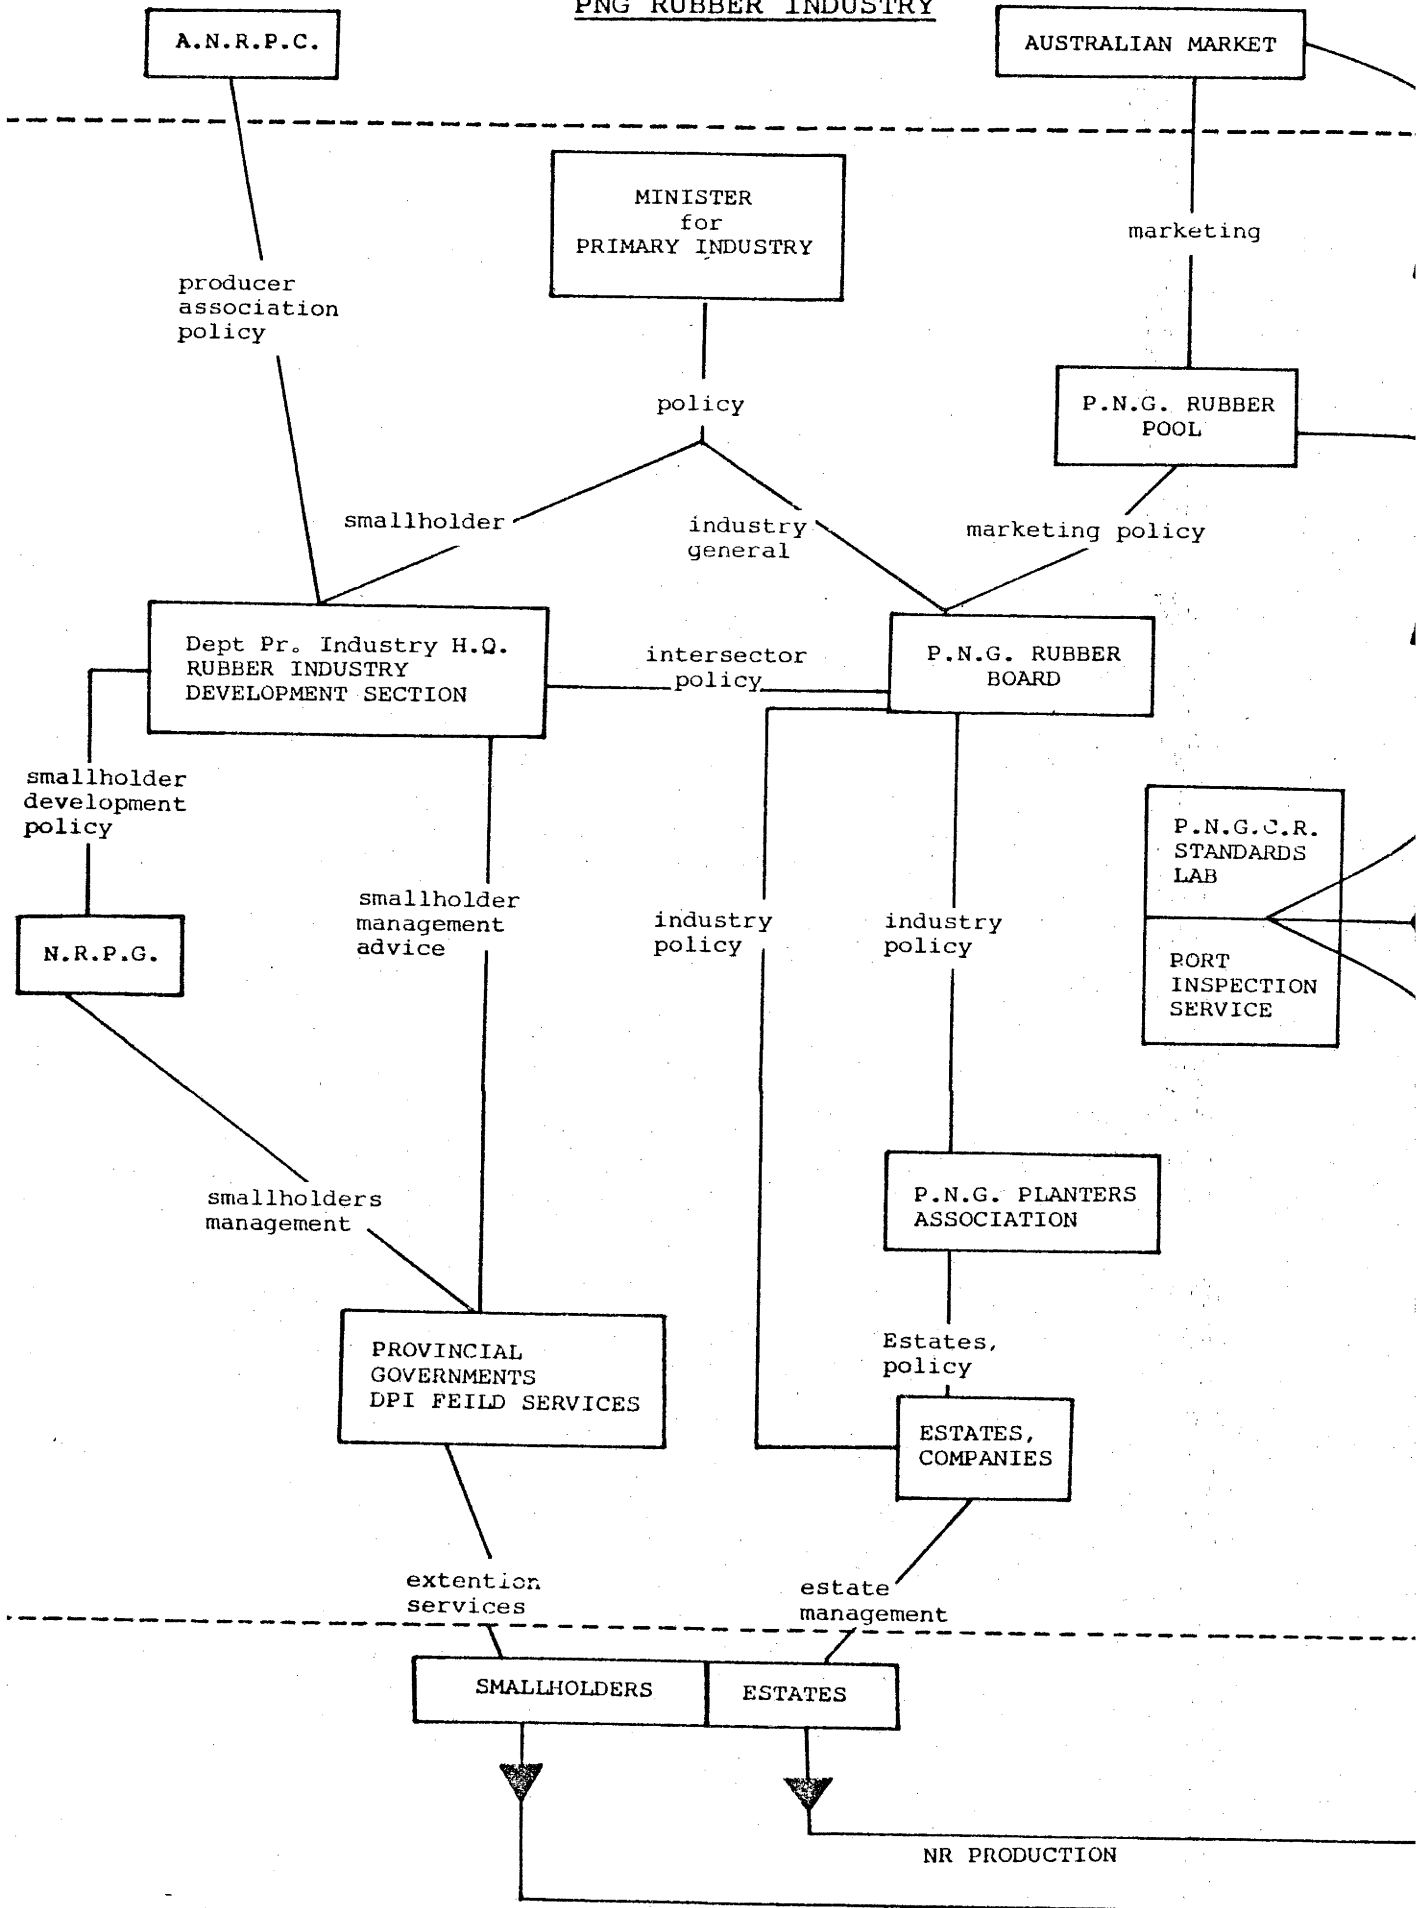 PNG RUBBER INDUSTRY
A.N.R.P.C.
AUSTRALIAN MARKET
MINISTER
for
PRIMARY INDUSTRY
marketing
producer
association
policy
policy
P.N.G. RUBBER
POOL
smallholder
industry
general
marketing policy
Dept Pr. Industry H.Q.
RUBBER INDUSTRY
DEVELOPMENT SECTION
intersector
policy
P.N.G. RUBBER
BOARD
smallholder
development
policy
P.N.G.C.R.
STANDARDS
LAB
smallholder
management
advice
industry
policy
industry
policy
N.R.P.G.
PORT
INSPECTION
SERVICE
smallholders
management
P.N.G. PLANTERS
ASSOCIATION
PROVINCIAL
GOVERNMENTS
DPI FEILD SERVICES
Estates,
policy
ESTATES,
COMPANIES
extention
services
estate
management
SMALLHOLDERS
ESTATES
NR PRODUCTION